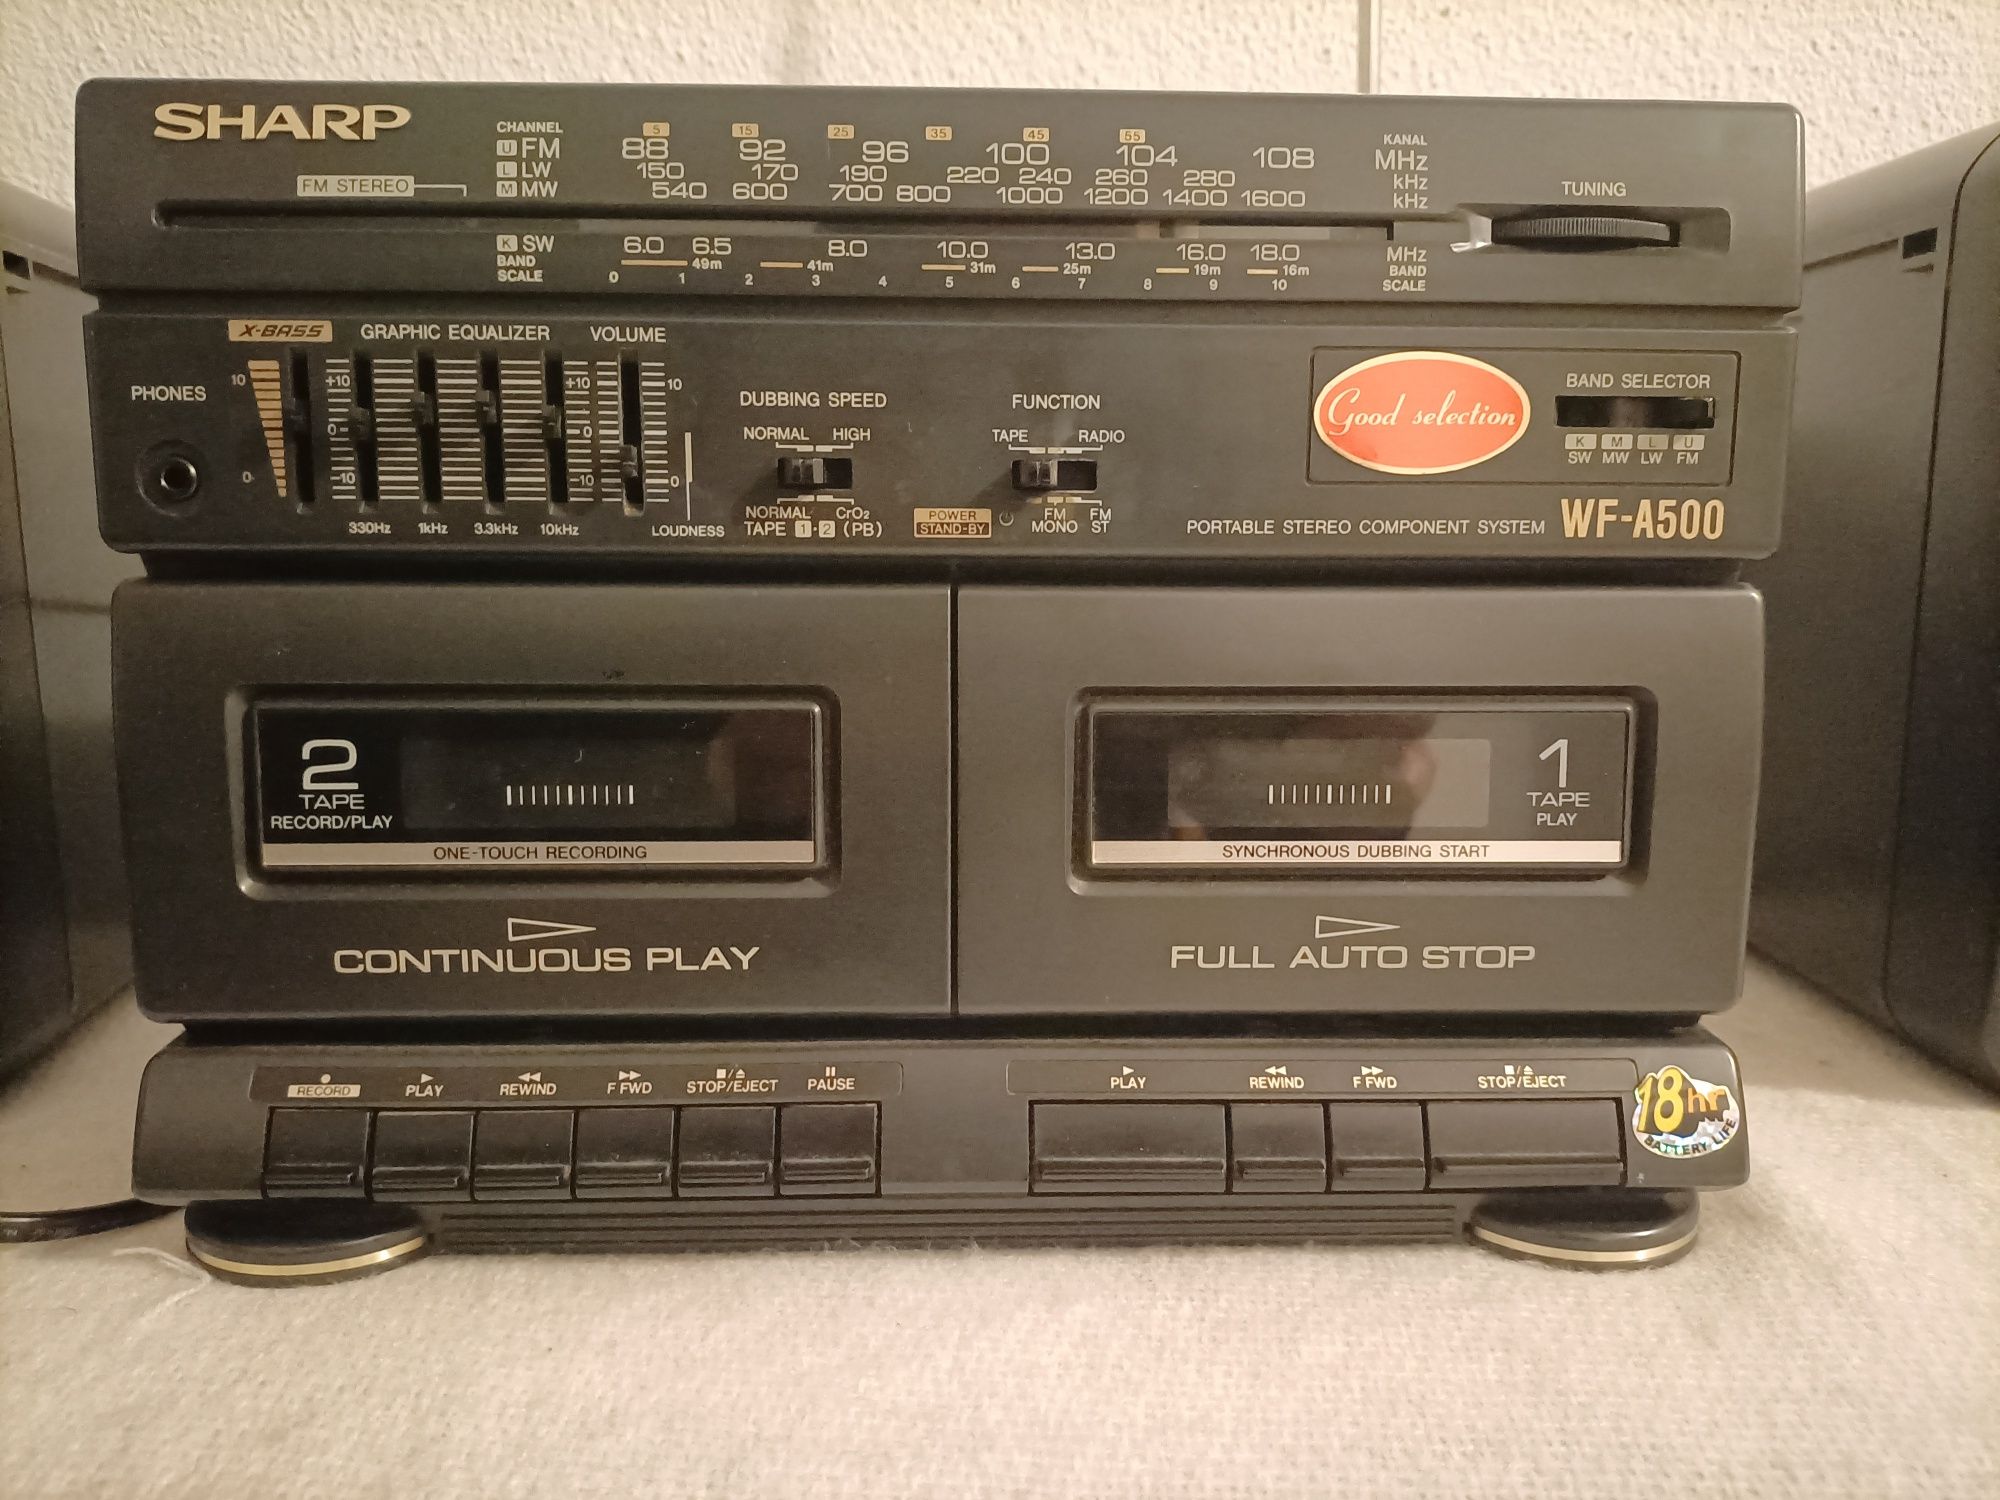 SHARP
CHANNEL 5 15 25 35 45 55 KANAL
U FM 88 92 96 100 104 108 MHz
L LW 150 170 190 220 240 260 280 kHz
M MW 540 600 700 800 1000 1200 1400 1600 kHz
FM STEREO
TUNING
K SW 6.0 6.5 8.0 10.0 13.0 16.0 18.0 MHz
BAND 49m 41m 31m 25m 19m 16m BAND
SCALE 0 1 2 3 4 5 6 7 8 9 10 SCALE
X-BASS GRAPHIC EQUALIZER VOLUME
PHONES
10 +10 +10 10
0 0
0 -10 -10 0
330Hz 1kHz 3.3kHz 10kHz
LOUDNESS
DUBBING SPEED
NORMAL HIGH
NORMAL CrO2
TAPE 1·2 (PB)
FUNCTION
TAPE RADIO
FM FM
MONO ST
POWER
STAND-BY
Good selection
BAND SELECTOR
K M L U
SW MW LW FM
PORTABLE STEREO COMPONENT SYSTEM WF-A500
2
TAPE
RECORD/PLAY
ONE-TOUCH RECORDING
CONTINUOUS PLAY
1
TAPE
PLAY
SYNCHRONOUS DUBBING START
FULL AUTO STOP
RECORD PLAY REWIND F FWD STOP/EJECT PAUSE
PLAY REWIND F FWD STOP/EJECT
18hr
BATTERY LIFE